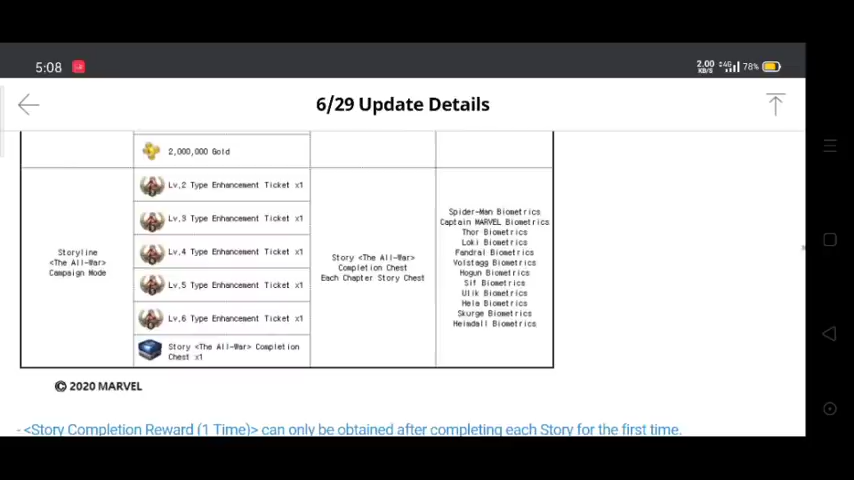 5:08
2.00 KB/S 4G 78%
6/29 Update Details
2,000,000 Gold
Storyline
<The All-War>
Campaign Mode
Lv.2 Type Enhancement Ticket x1
Lv.3 Type Enhancement Ticket x1
Lv.4 Type Enhancement Ticket x1
Lv.5 Type Enhancement Ticket x1
Lv.6 Type Enhancement Ticket x1
Story <The All-War> Completion
Chest x1
Story <The All-War>
Completion Chest
Each Chapter Story Chest
Spider-Man Biometrics
Captain MARVEL Biometrics
Thor Biometrics
Loki Biometrics
Fandral Biometrics
Volstagg Biometrics
Hogun Biometrics
Sif Biometrics
Ulik Biometrics
Hela Biometrics
Skurge Biometrics
Heimdall Biometrics
© 2020 MARVEL
- <Story Completion Reward (1 Time)> can only be obtained after completing each Story for the first time.